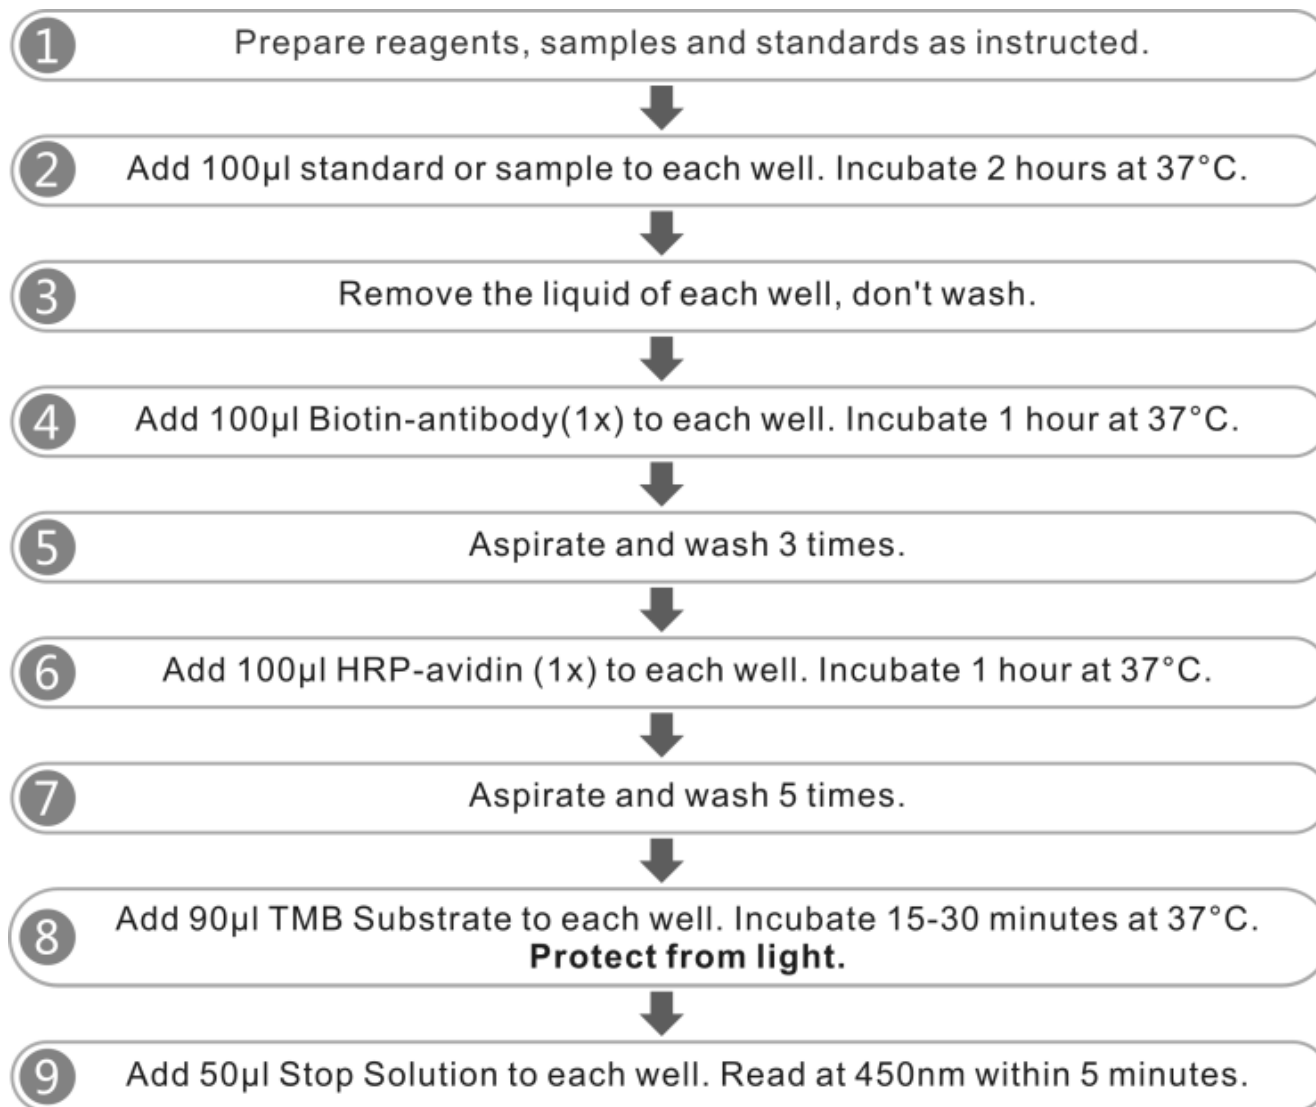 1 Prepare reagents, samples and standards as instructed.
2 Add 100μl standard or sample to each well. Incubate 2 hours at 37°C.
3 Remove the liquid of each well, don't wash.
4 Add 100μl Biotin-antibody(1x) to each well. Incubate 1 hour at 37°C.
5 Aspirate and wash 3 times.
6 Add 100μl HRP-avidin (1x) to each well. Incubate 1 hour at 37°C.
7 Aspirate and wash 5 times.
8 Add 90μl TMB Substrate to each well. Incubate 15-30 minutes at 37°C.
Protect from light.
9 Add 50μl Stop Solution to each well. Read at 450nm within 5 minutes.